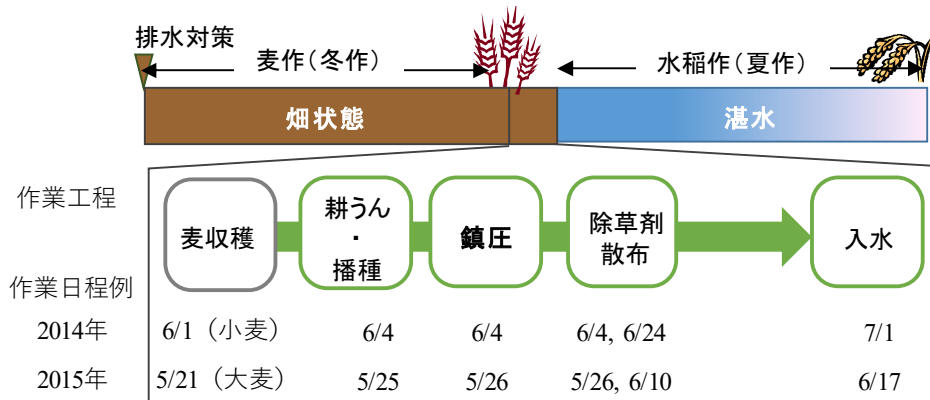 排水対策
麦作(冬作)
水稲作(夏作)
畑状態
湛水
作業工程
麦収穫
耕うん
・
播種
鎮圧
除草剤
散布
入水
作業日程例
2014年 6/1(小麦) 6/4 6/4 6/4, 6/24 7/1
2015年 5/21(大麦) 5/25 5/26 5/26, 6/10 6/17